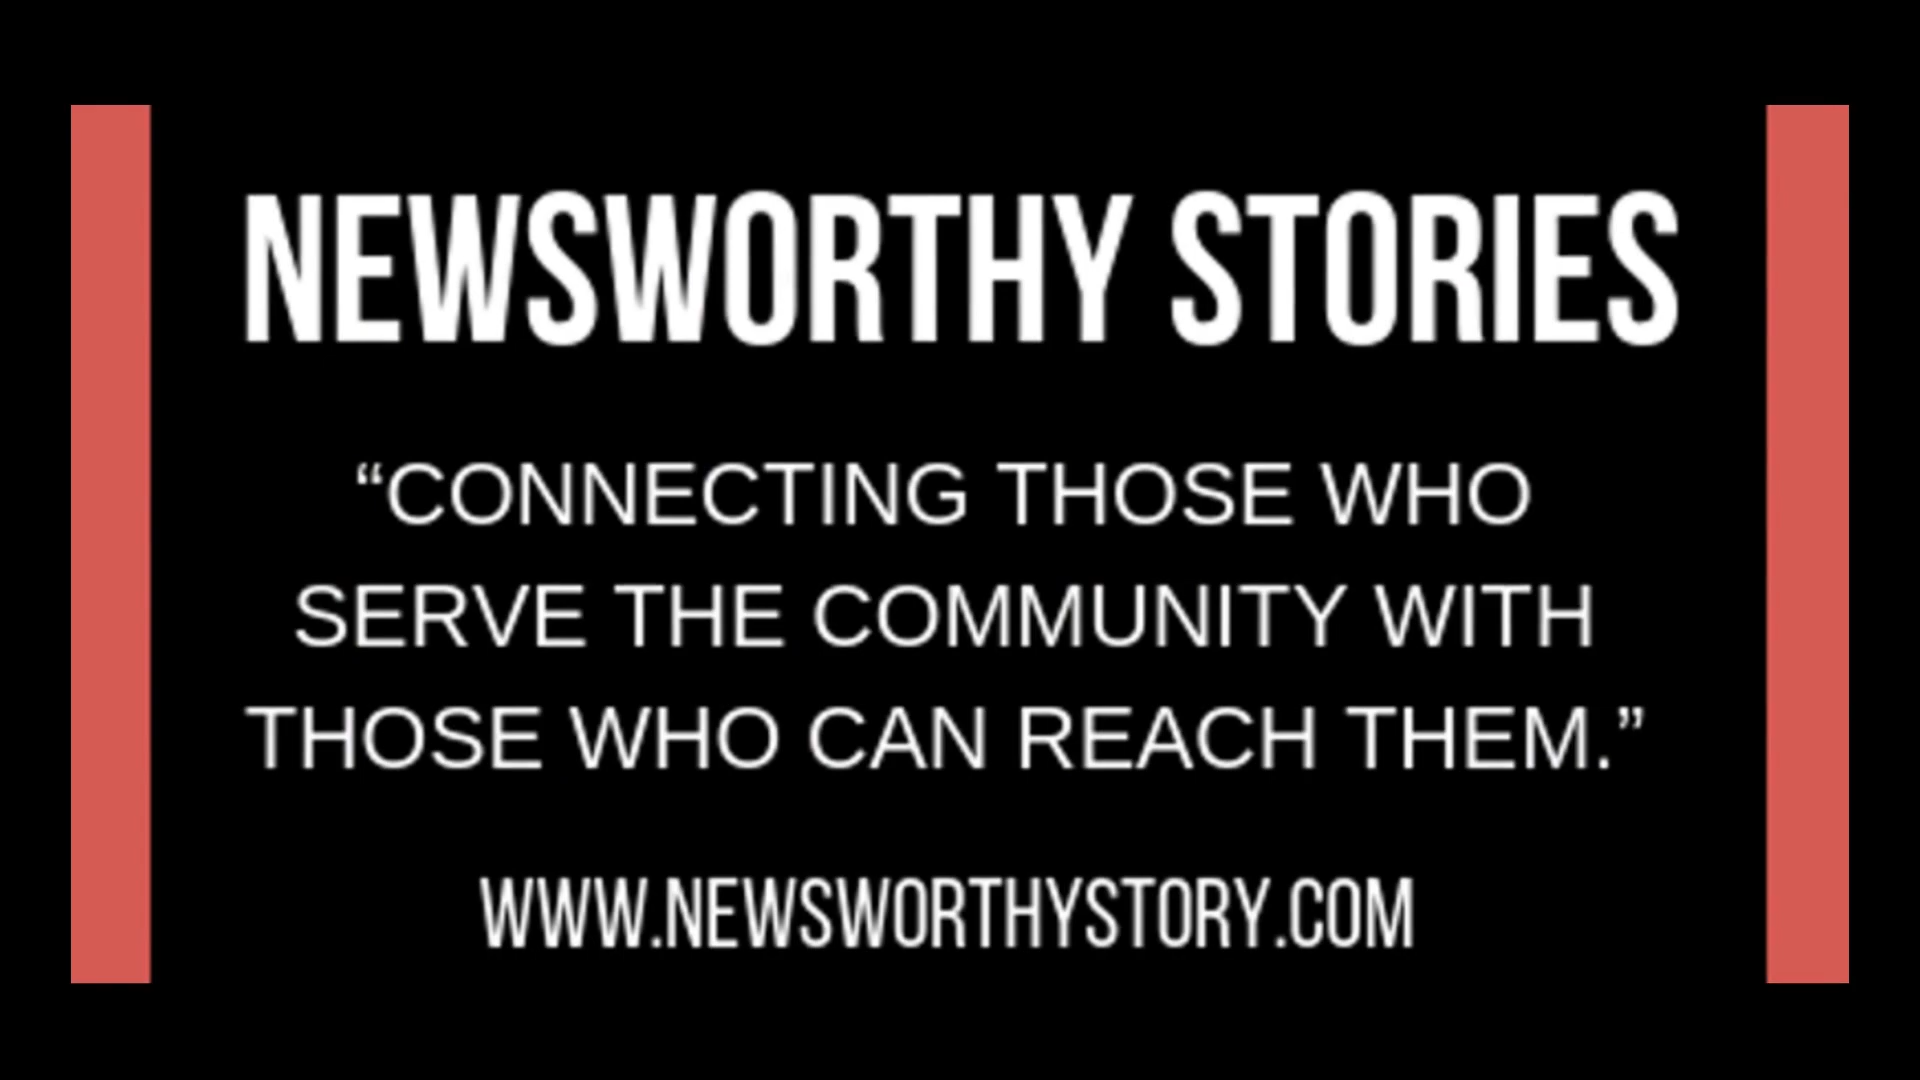 NEWSWORTHY STORIES
“CONNECTING THOSE WHO
SERVE THE COMMUNITY WITH
THOSE WHO CAN REACH THEM.”
WWW.NEWSWORTHYSTORY.COM